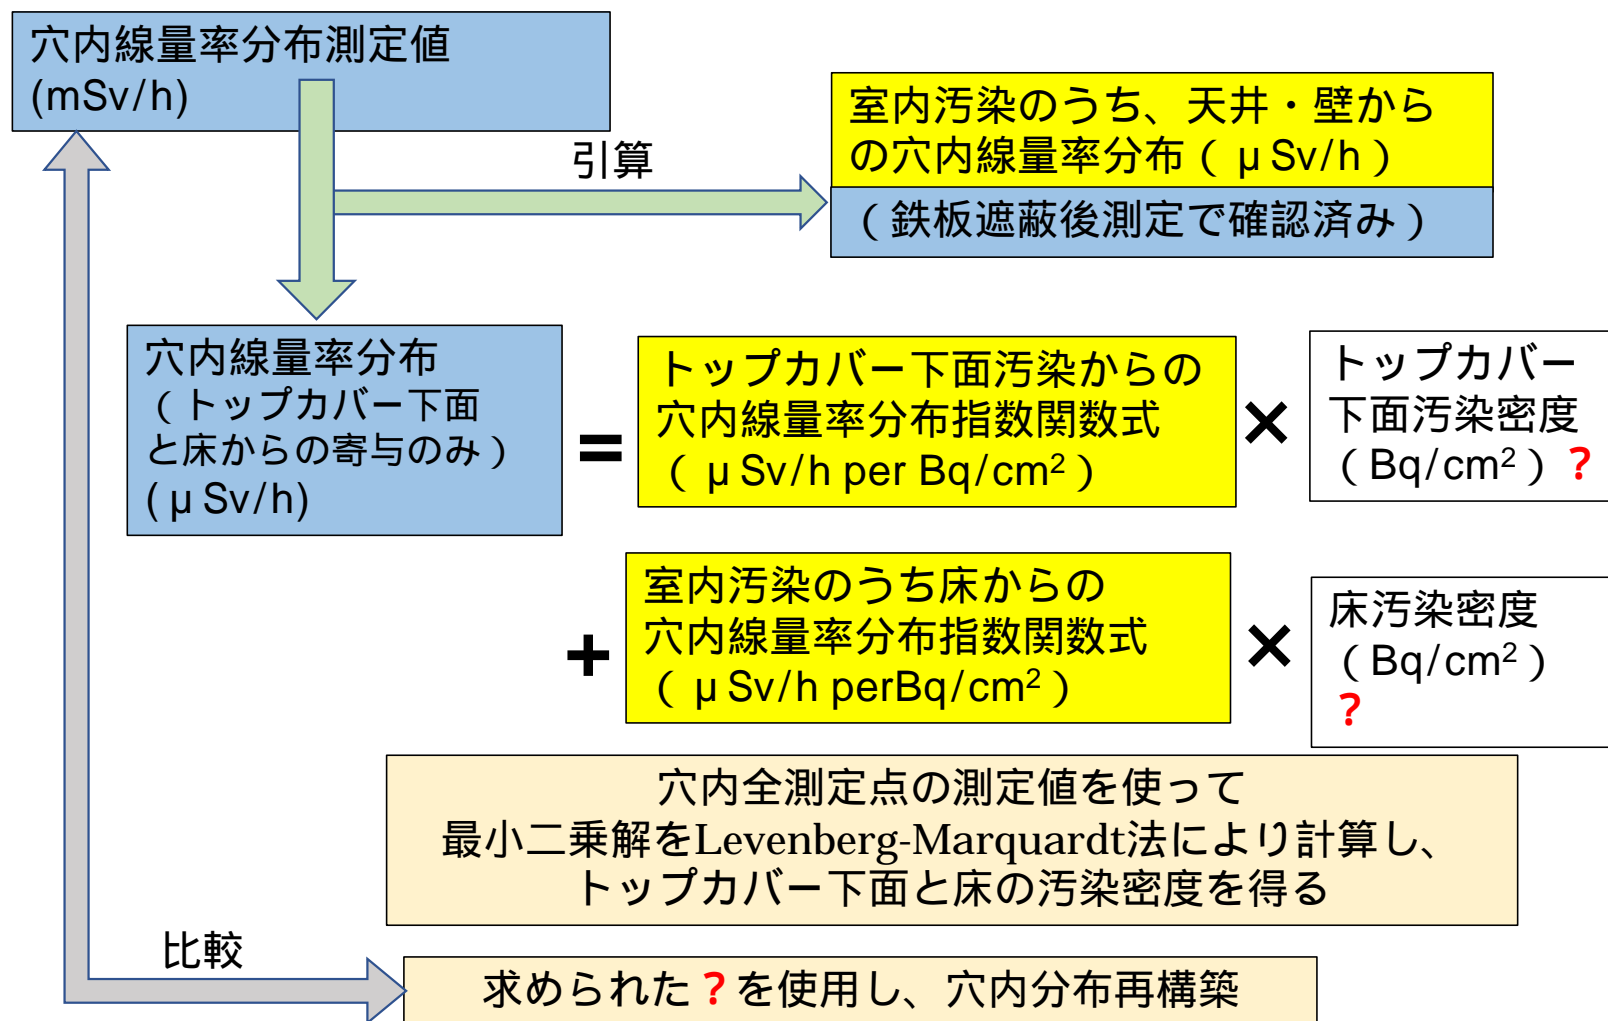 穴内線量率分布測定値
(mSv/h)
室内汚染のうち、天井・壁から
の穴内線量率分布（μSv/h）
（鉄板遮蔽後測定で確認済み）
引算
穴内線量率分布
（トップカバー下面
と床からの寄与のみ）
(μSv/h)
=
トップカバー下面汚染からの
穴内線量率分布指数関数式
（μSv/h per Bq/cm²）
×
トップカバー
下面汚染密度
（Bq/cm²）?
+
室内汚染のうち床からの
穴内線量率分布指数関数式
（μSv/h perBq/cm²）
×
床汚染密度
（Bq/cm²）
?
穴内全測定点の測定値を使って
最小二乗解をLevenberg-Marquardt法により計算し、
トップカバー下面と床の汚染密度を得る
比較
求められた?を使用し、穴内分布再構築